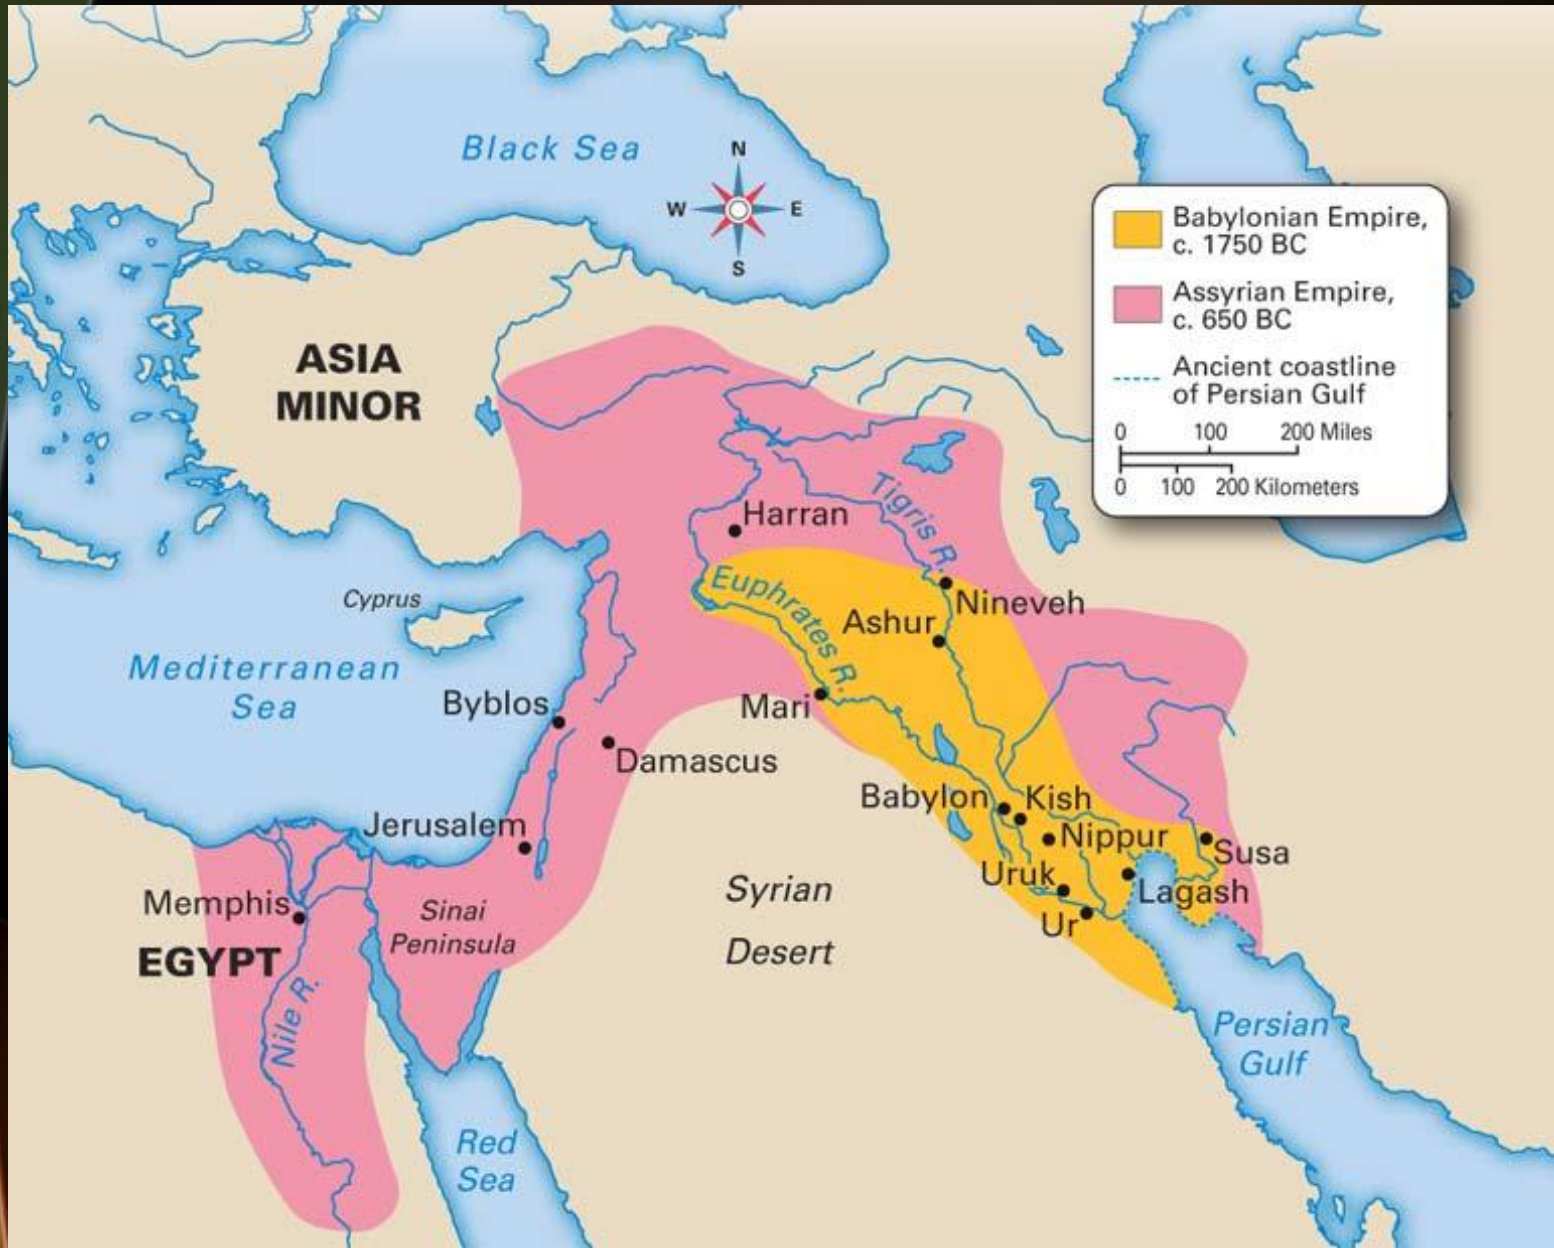 Black Sea
N
W
E
S
Babylonian Empire,
c. 1750 BC
Assyrian Empire,
c. 650 BC
Ancient coastline
of Persian Gulf
0 100 200 Miles
0 100 200 Kilometers
ASIA
MINOR
Harran
Tigris R.
Euphrates R.
Nineveh
Ashur
Cyprus
Mediterranean
Sea
Byblos
Mari
Damascus
Babylon
Kish
Jerusalem
Nippur
Susa
Uruk
Lagash
Ur
Memphis
EGYPT
Sinai
Peninsula
Syrian
Desert
Nile R.
Persian
Gulf
Red
Sea